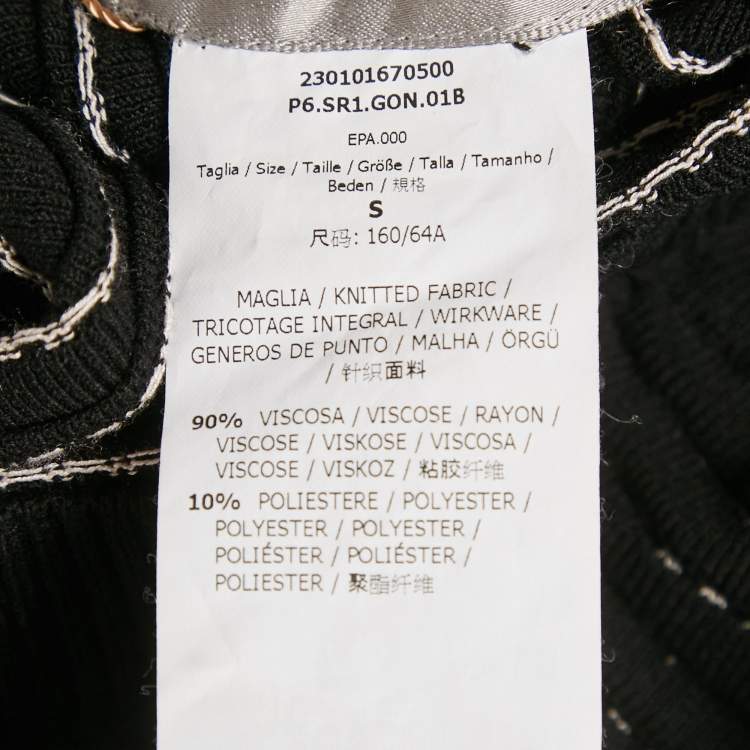 230101670500
P6.SR1.GON.01B
EPA.000
Taglia / Size / Taille / Größe / Talla / Tamanho /
Beden / 規格
S
尺码: 160/64A
MAGLIA / KNITTED FABRIC /
TRICOTAGE INTEGRAL / WIRKWARE /
GENEROS DE PUNTO / MALHA / ÖRGÜ
/ 针织面料
90% VISCOSA / VISCOSE / RAYON /
VISCOSE / VISKOSE / VISCOSA /
VISCOSE / VISKOZ / 粘胶纤维
10% POLIESTERE / POLYESTER /
POLYESTER / POLYESTER /
POLIÉSTER / POLIÉSTER /
POLIESTER / 聚酯纤维